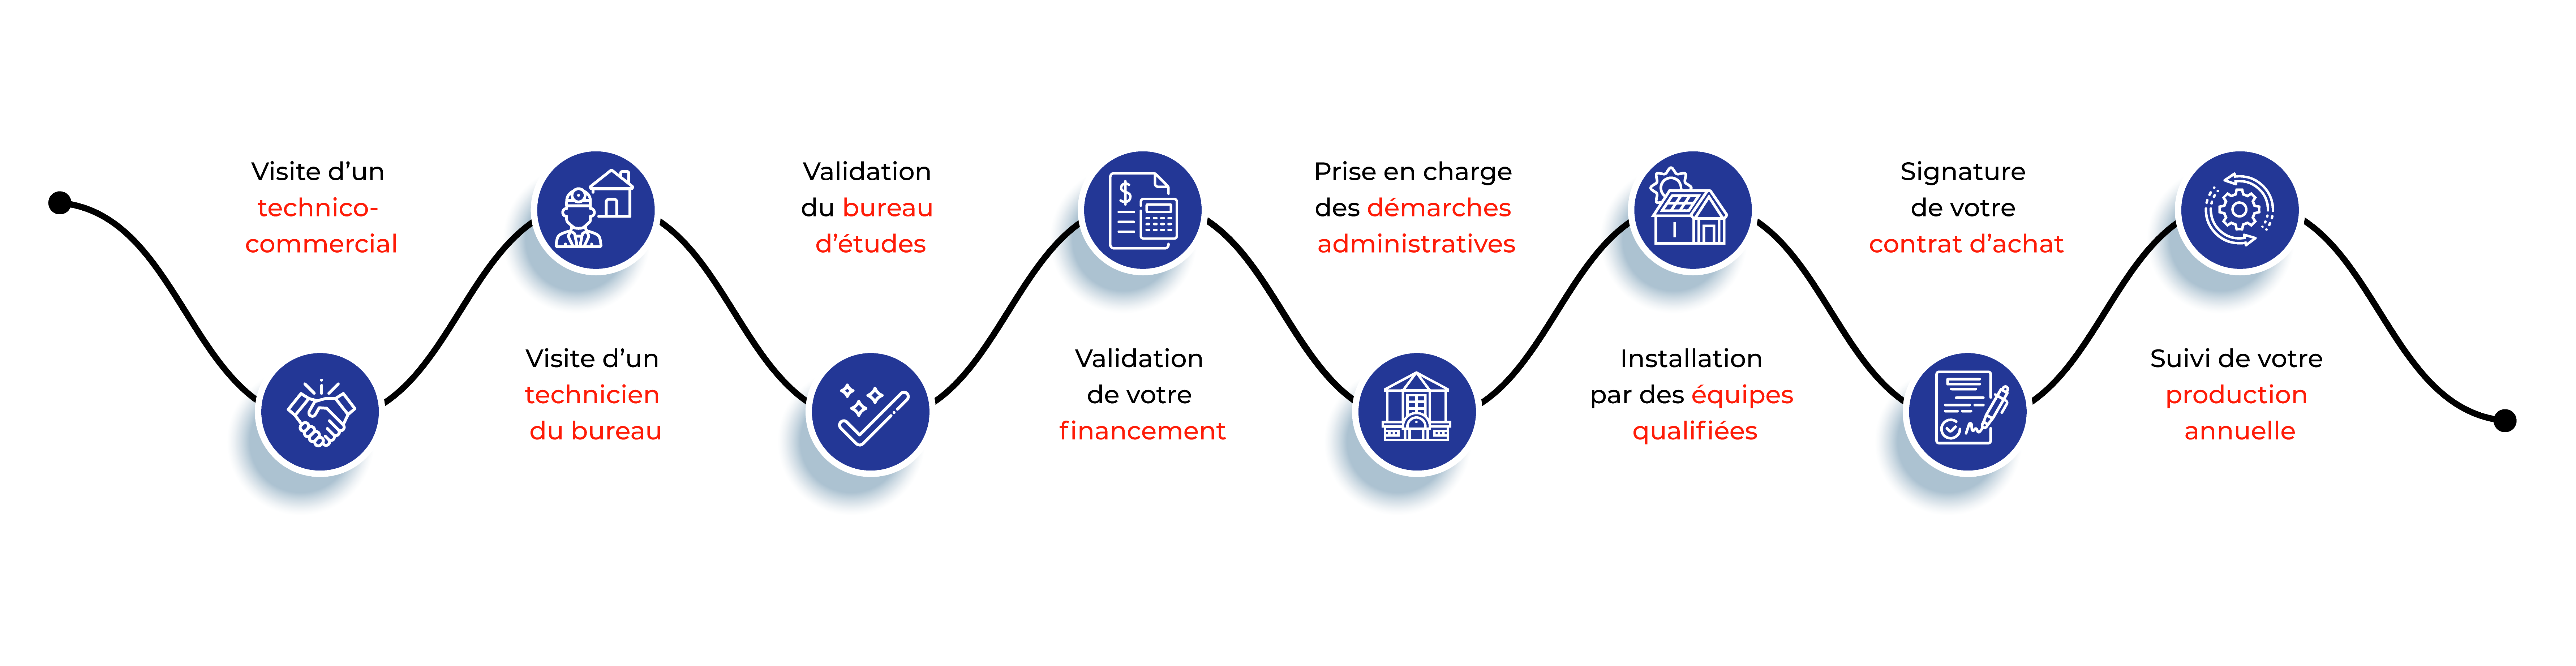 Visite d’un
technico-
commercial
Visite d’un
technicien
du bureau
Validation
du bureau
d’études
Validation
de votre
financement
Prise en charge
des démarches
administratives
Installation
par des équipes
qualifiées
Signature
de votre
contrat d’achat
Suivi de votre
production
annuelle